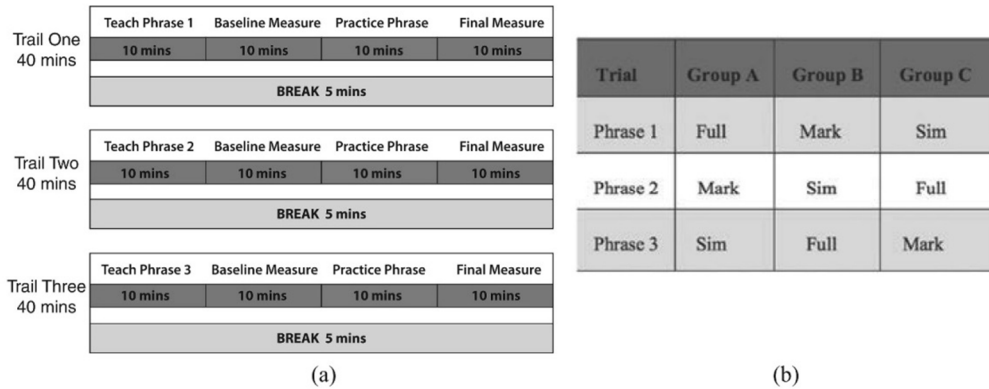 Trail One
40 mins
Teach Phrase 1 Baseline Measure Practice Phrase Final Measure
10 mins 10 mins 10 mins 10 mins
BREAK 5 mins
Trail Two
40 mins
Teach Phrase 2 Baseline Measure Practice Phrase Final Measure
10 mins 10 mins 10 mins 10 mins
BREAK 5 mins
Trail Three
40 mins
Teach Phrase 3 Baseline Measure Practice Phrase Final Measure
10 mins 10 mins 10 mins 10 mins
BREAK 5 mins
(a)
Trial Group A Group B Group C
Phrase 1 Full Mark Sim
Phrase 2 Mark Sim Full
Phrase 3 Sim Full Mark
(b)